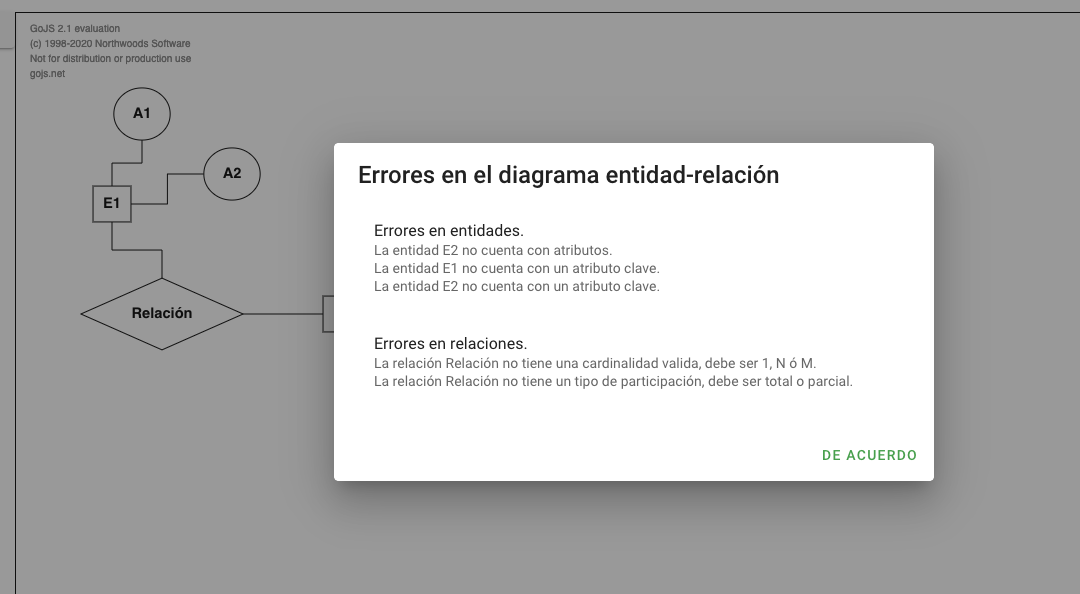 GoJS 2.1 evaluation
(c) 1998-2020 Northwoods Software
Not for distribution or production use
gojs.net
A1
A2
E1
Relación
Errores en el diagrama entidad-relación
Errores en entidades.
La entidad E2 no cuenta con atributos.
La entidad E1 no cuenta con un atributo clave.
La entidad E2 no cuenta con un atributo clave.
Errores en relaciones.
La relación Relación no tiene una cardinalidad valida, debe ser 1, N ó M.
La relación Relación no tiene un tipo de participación, debe ser total o parcial.
DE ACUERDO